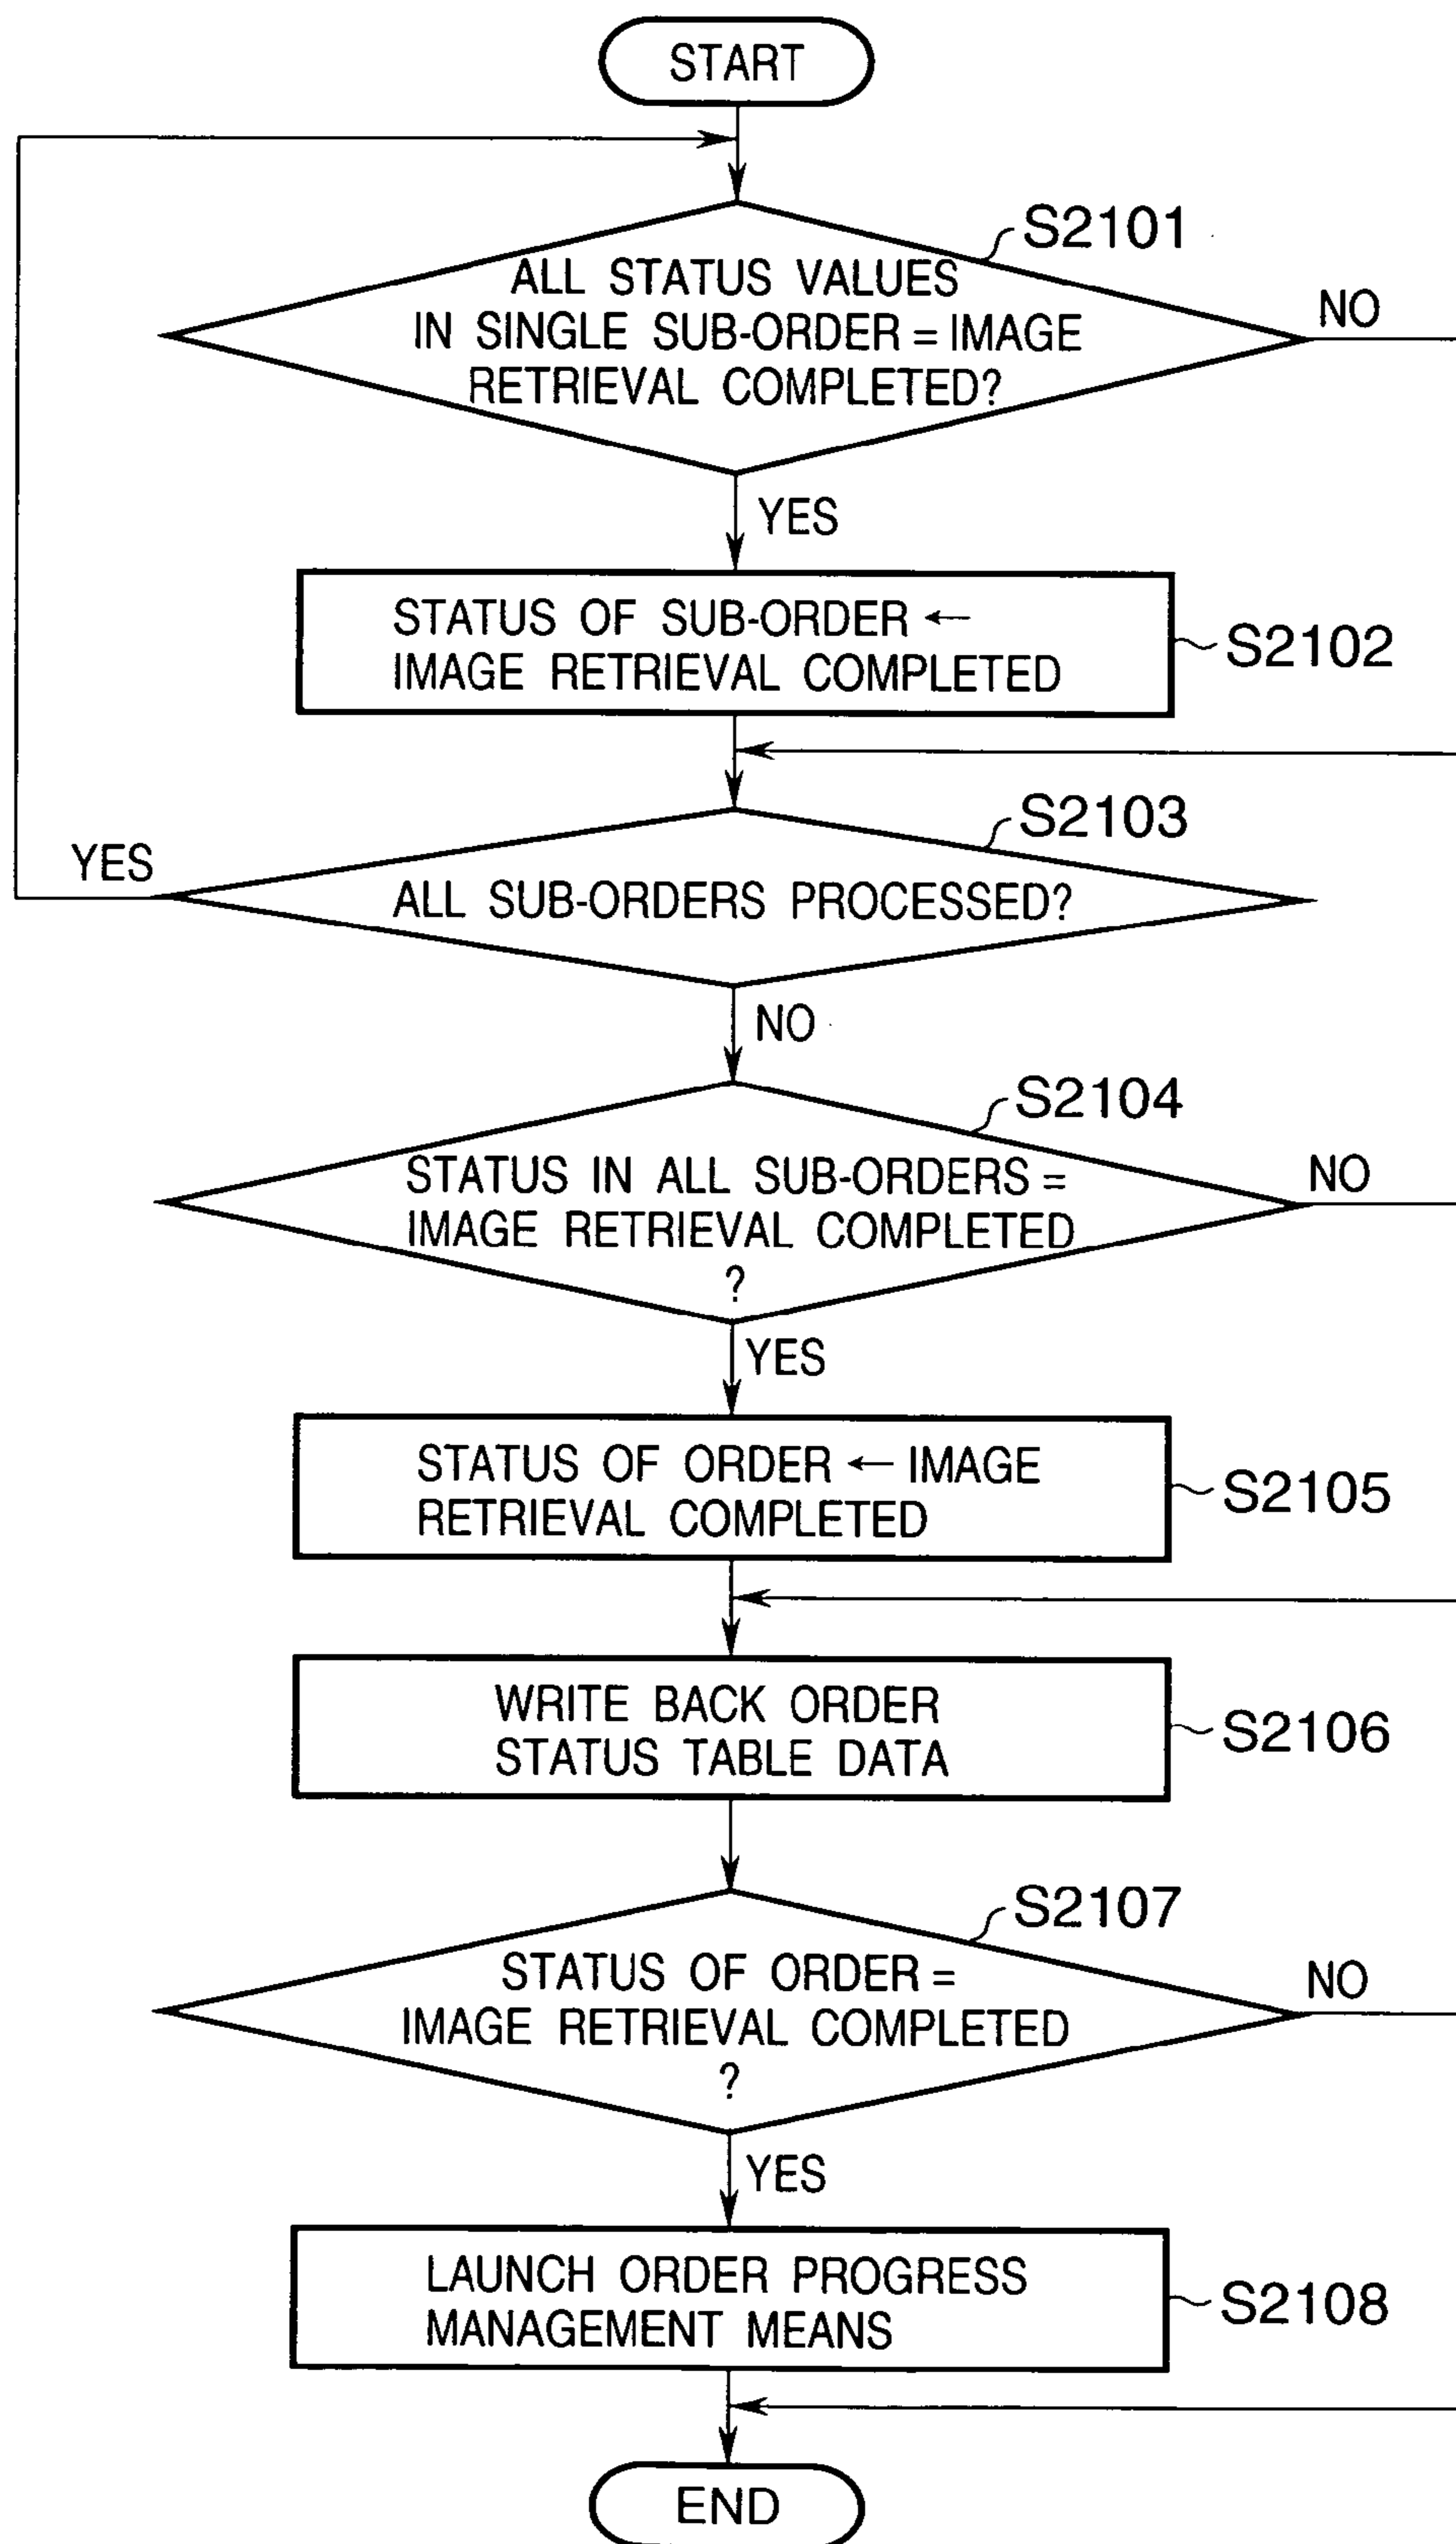 START
S2101
ALL STATUS VALUES
IN SINGLE SUB-ORDER = IMAGE
RETRIEVAL COMPLETED?
NO
YES
STATUS OF SUB-ORDER ←
IMAGE RETRIEVAL COMPLETED
S2102
S2103
YES
ALL SUB-ORDERS PROCESSED?
NO
S2104
STATUS IN ALL SUB-ORDERS =
IMAGE RETRIEVAL COMPLETED
?
NO
YES
STATUS OF ORDER ← IMAGE
RETRIEVAL COMPLETED
S2105
WRITE BACK ORDER
STATUS TABLE DATA
S2106
S2107
STATUS OF ORDER =
IMAGE RETRIEVAL COMPLETED
?
NO
YES
LAUNCH ORDER PROGRESS
MANAGEMENT MEANS
S2108
END